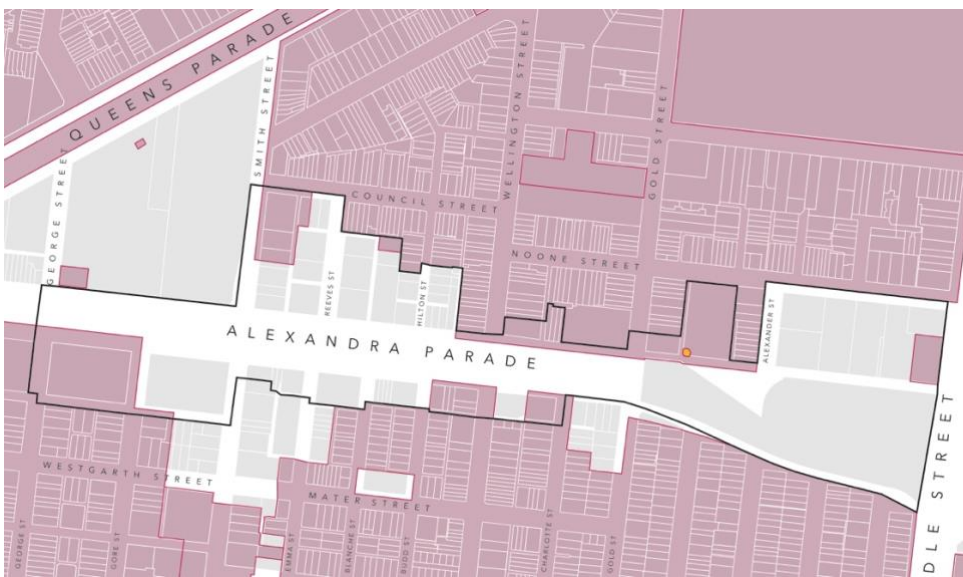 QUEENS PARADE
SMITH STREET
GEORGE STREET
WELLINGTON STREET
GOLD STREET
COUNCIL STREET
NOONE STREET
REEVES ST
HILTON ST
ALEXANDER ST
ALEXANDRA PARADE
DLE STREET
WESTGARTH STREET
MATER STREET
GEORGE ST
GORE ST
EMMA ST
BLANCHE ST
BUDD ST
CHARLOTTE ST
GOLD ST